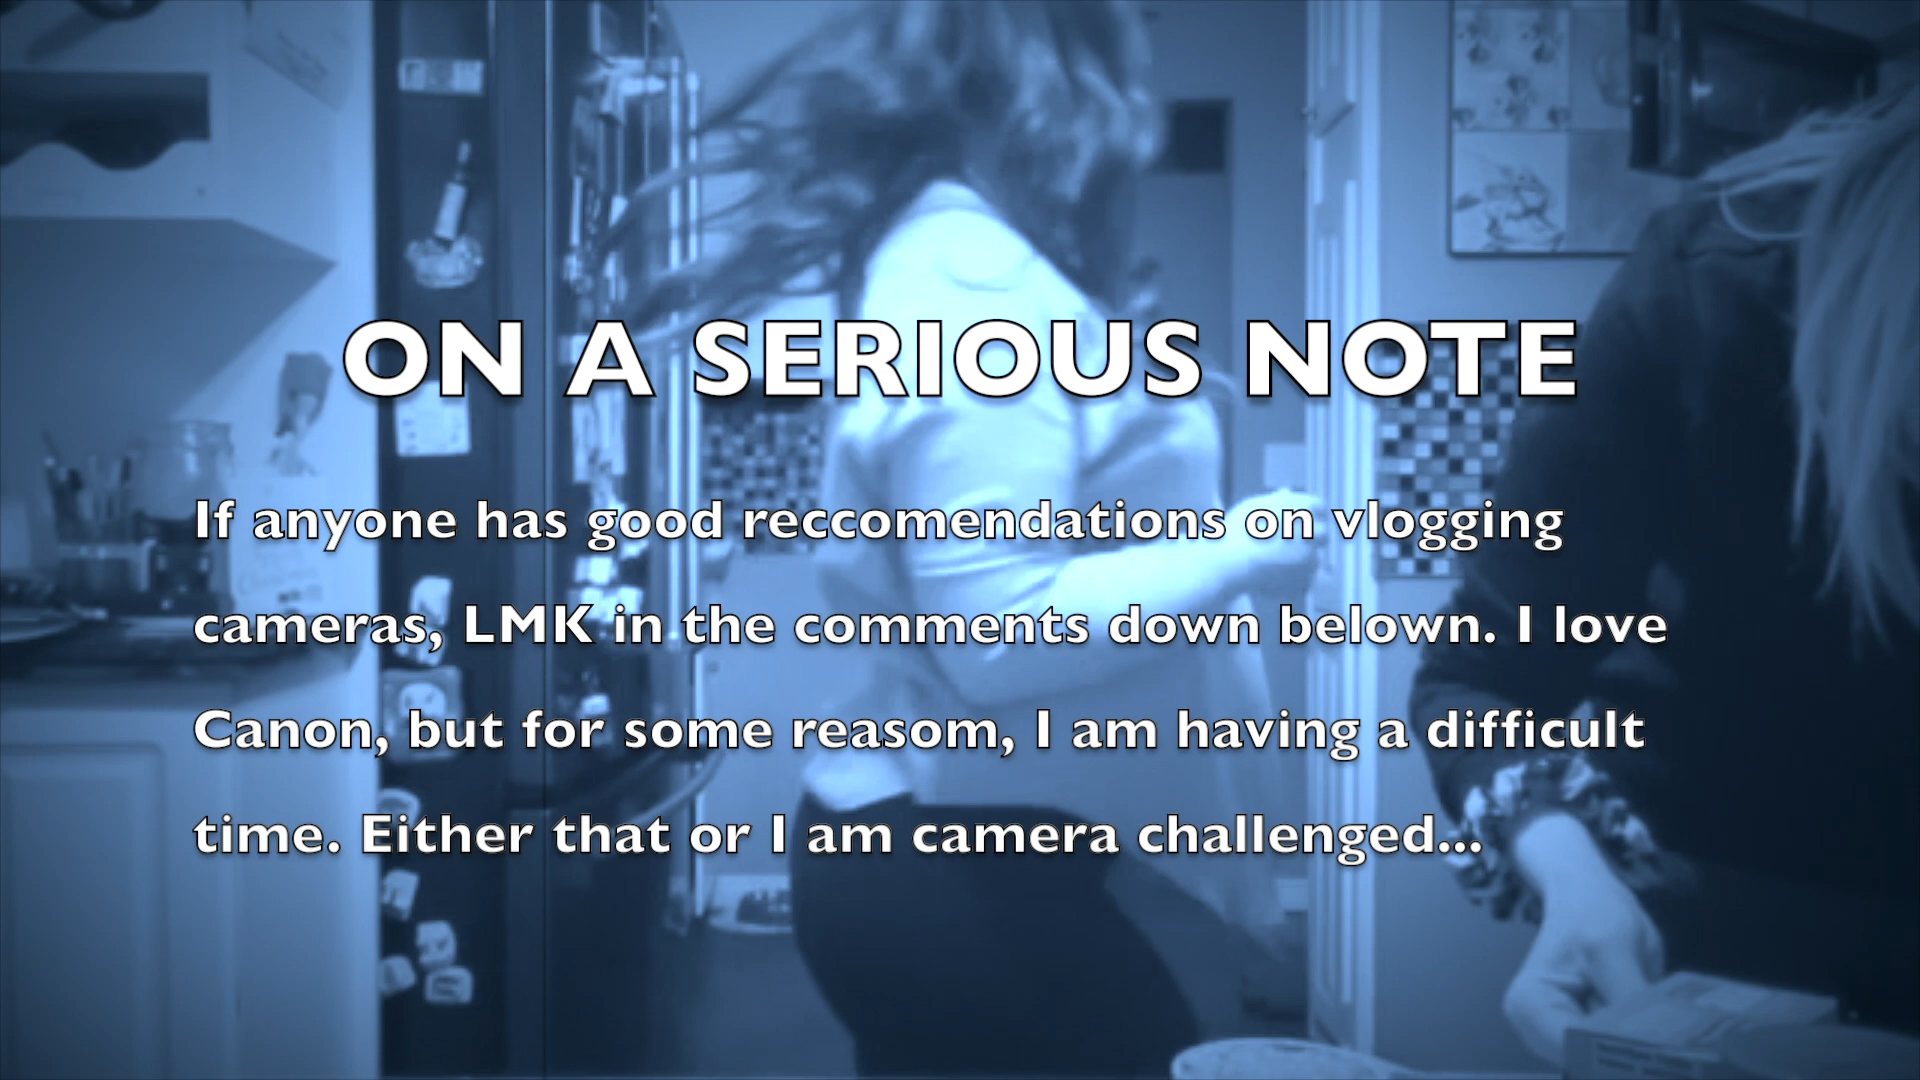 ON A SERIOUS NOTE
If anyone has good reccomendations on vlogging
cameras, LMK in the comments down belown. I love
Canon, but for some reasom, I am having a difficult
time. Either that or I am camera challenged...